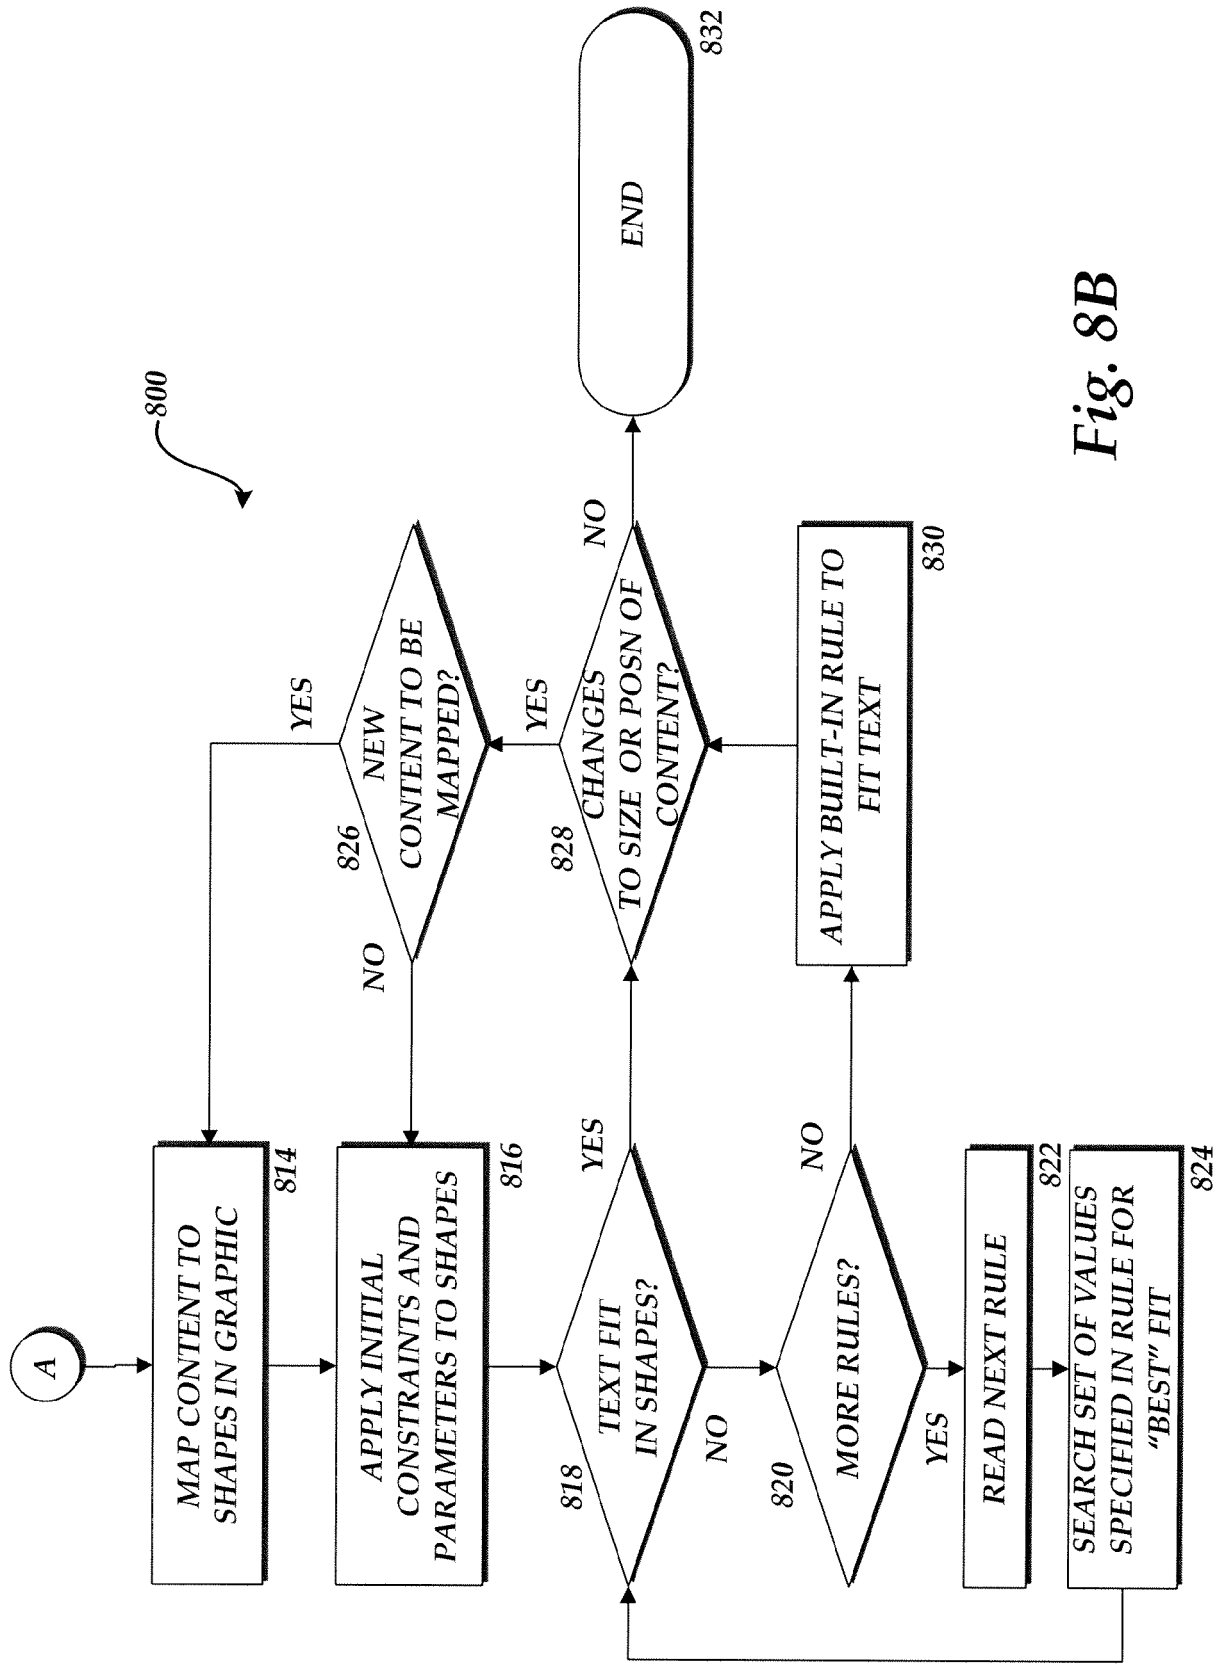 A
MAP CONTENT TO
SHAPES IN GRAPHIC
814
APPLY INITIAL
CONSTRAINTS AND
PARAMETERS TO SHAPES
816
818
TEXT FIT
IN SHAPES?
YES
NO
820
MORE RULES?
NO
YES
READ NEXT RULE
822
SEARCH SET OF VALUES
SPECIFIED IN RULE FOR
“BEST” FIT
824
800
YES
826
NEW
CONTENT TO BE
MAPPED?
NO
YES
828
CHANGES
TO SIZE OR POSN OF
CONTENT?
NO
APPLY BUILT-IN RULE TO
FIT TEXT
830
END
832
Fig. 8B